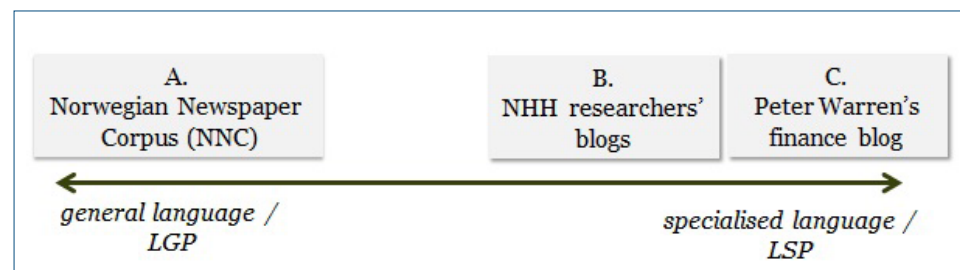 A.
Norwegian Newspaper
Corpus (NNC)
B.
NHH researchers'
blogs
C.
Peter Warren's
finance blog
general language /
LGP
specialised language /
LSP